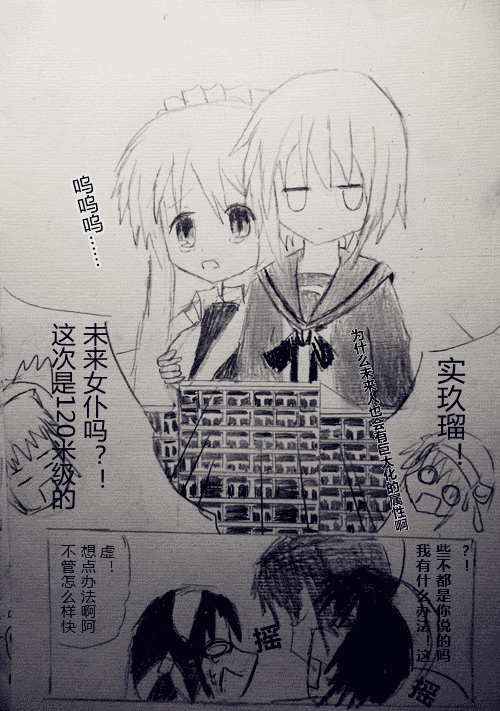 呜呜呜……
为什么未来人也会有巨大化的属性啊
实玖瑠！
未来女仆吗？！
这次是120米级的
？！
些不都是你说的吗
我有什么办法！这
摇
摇
虚！
想点办法啊阿
不管怎么样快